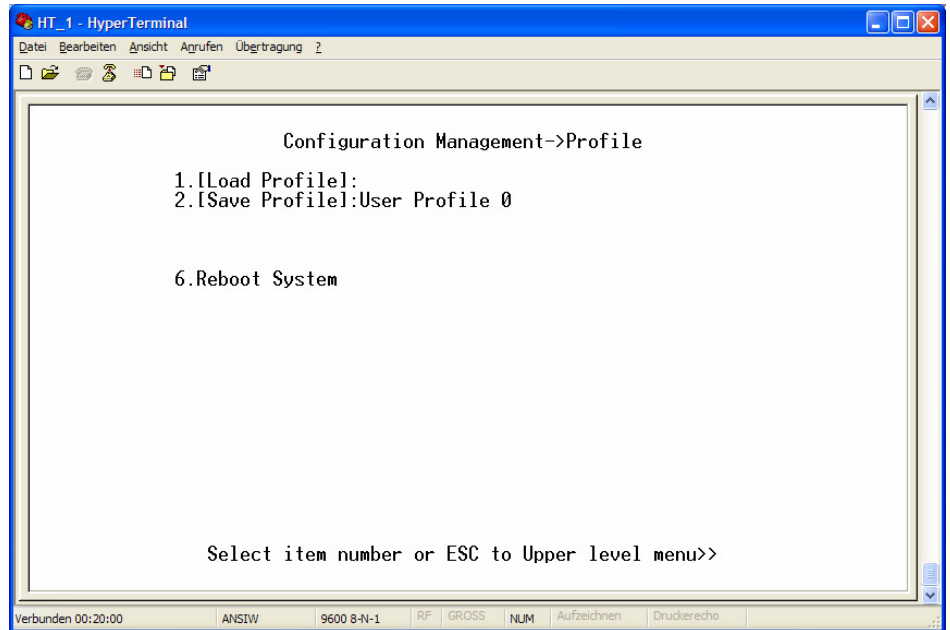 HT_1 - HyperTerminal
Datei Bearbeiten Ansicht Anrufen Übertragung ?
Configuration Management->Profile
1.[Load Profile]:
2.[Save Profile]:User Profile 0
6.Reboot System
Select item number or ESC to Upper level menu>>
Verbunden 00:20:00 ANSIW 9600 8-N-1 RF GROSS NUM Aufzeichnen Druckerecho